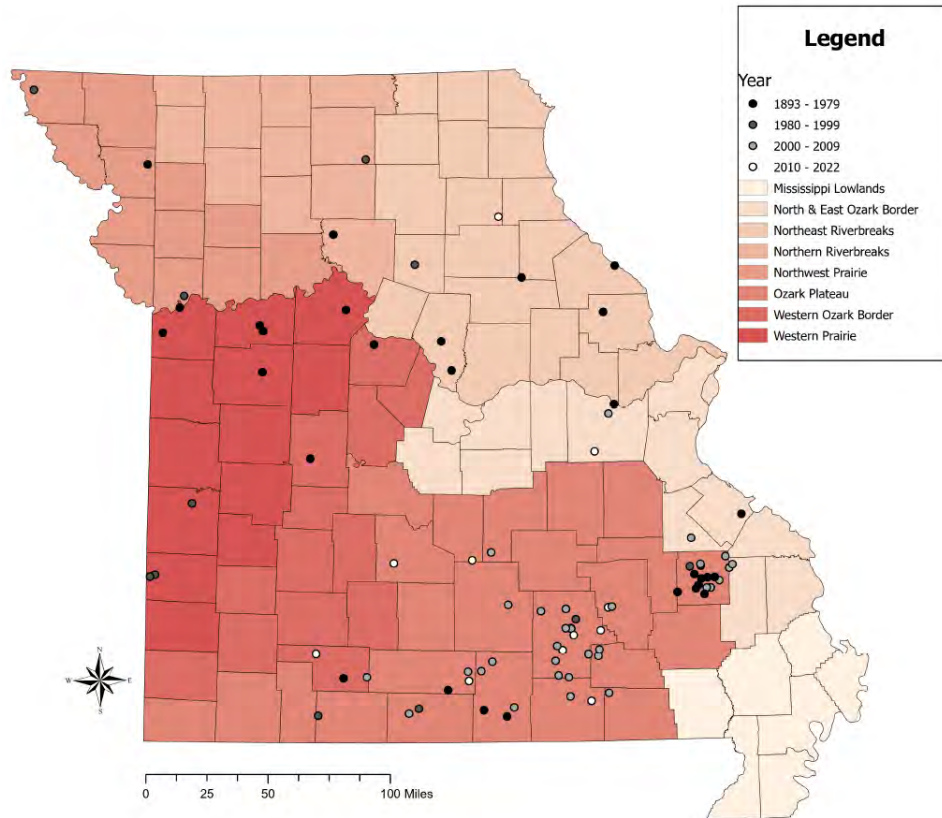 Legend
Year
1893 - 1979
1980 - 1999
2000 - 2009
2010 - 2022
Mississippi Lowlands
North & East Ozark Border
Northeast Riverbreaks
Northern Riverbreaks
Northwest Prairie
Ozark Plateau
Western Ozark Border
Western Prairie
N
W E
S
0 25 50 100 Miles